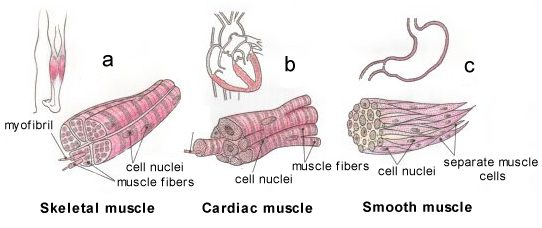 a
b
c
myofibril
cell nuclei
muscle fibers
Skeletal muscle
cell nuclei
muscle fibers
Cardiac muscle
cell nuclei
separate muscle
cells
Smooth muscle